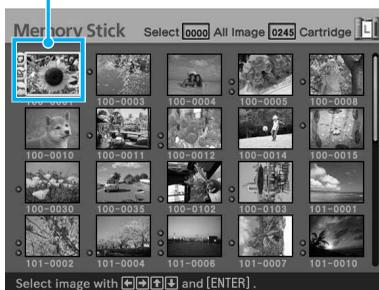 Memory Stick Select 0000 All Image 0245 Cartridge L
100-0001 100-0003 100-0004 100-0005 100-0008
100-0010 100-0011 100-0012 100-0014 100-0015
100-0030 100-0035 100-0102 100-0103 101-0001
101-0002 101-0004 101-0006 101-0007 101-0010
Select image with ←→↑↓ and [ENTER] .